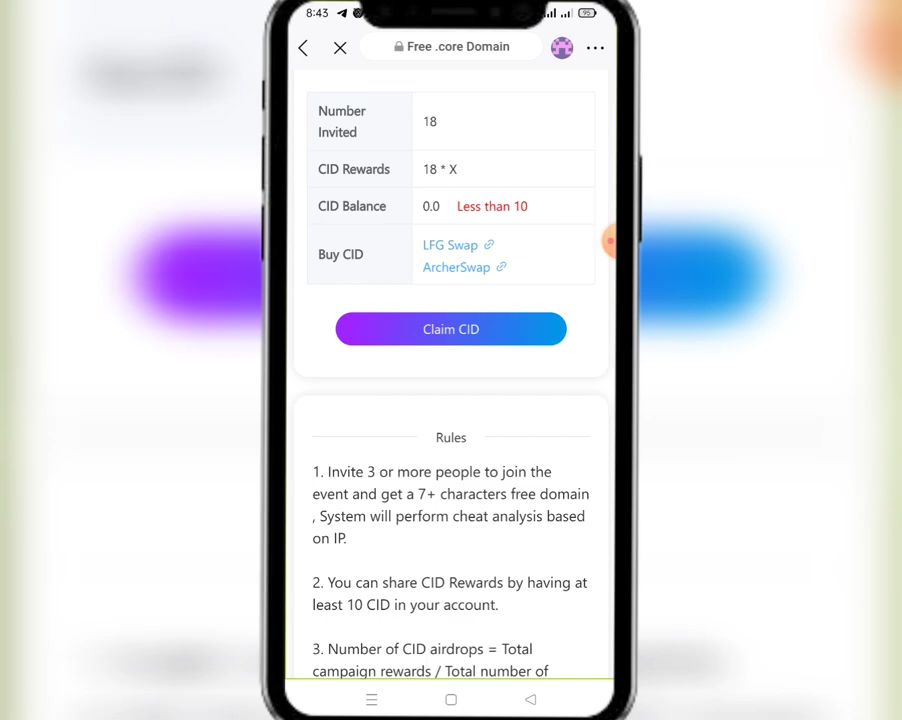 8:43
95
Free .core Domain
Number
Invited
18
CID Rewards
18 * X
CID Balance
0.0 Less than 10
Buy CID
LFG Swap
ArcherSwap
Claim CID
Rules
1. Invite 3 or more people to join the
event and get a 7+ characters free domain
, System will perform cheat analysis based
on IP.
2. You can share CID Rewards by having at
least 10 CID in your account.
3. Number of CID airdrops = Total
campaign rewards / Total number of